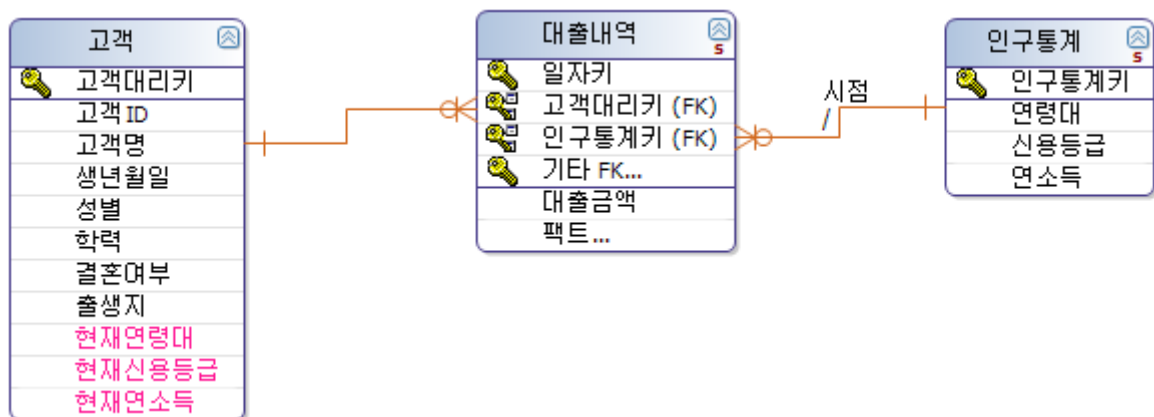 고객
고객대리키
고객 ID
고객명
생년월일
성별
학력
결혼여부
출생지
현재연령대
현재신용등급
현재연소득
대출내역
S
일자키
고객대리키 (FK)
인구통계키 (FK)
기타 FK...
대출금액
팩트...
시점
/
인구통계
S
인구통계키
연령대
신용등급
연소득